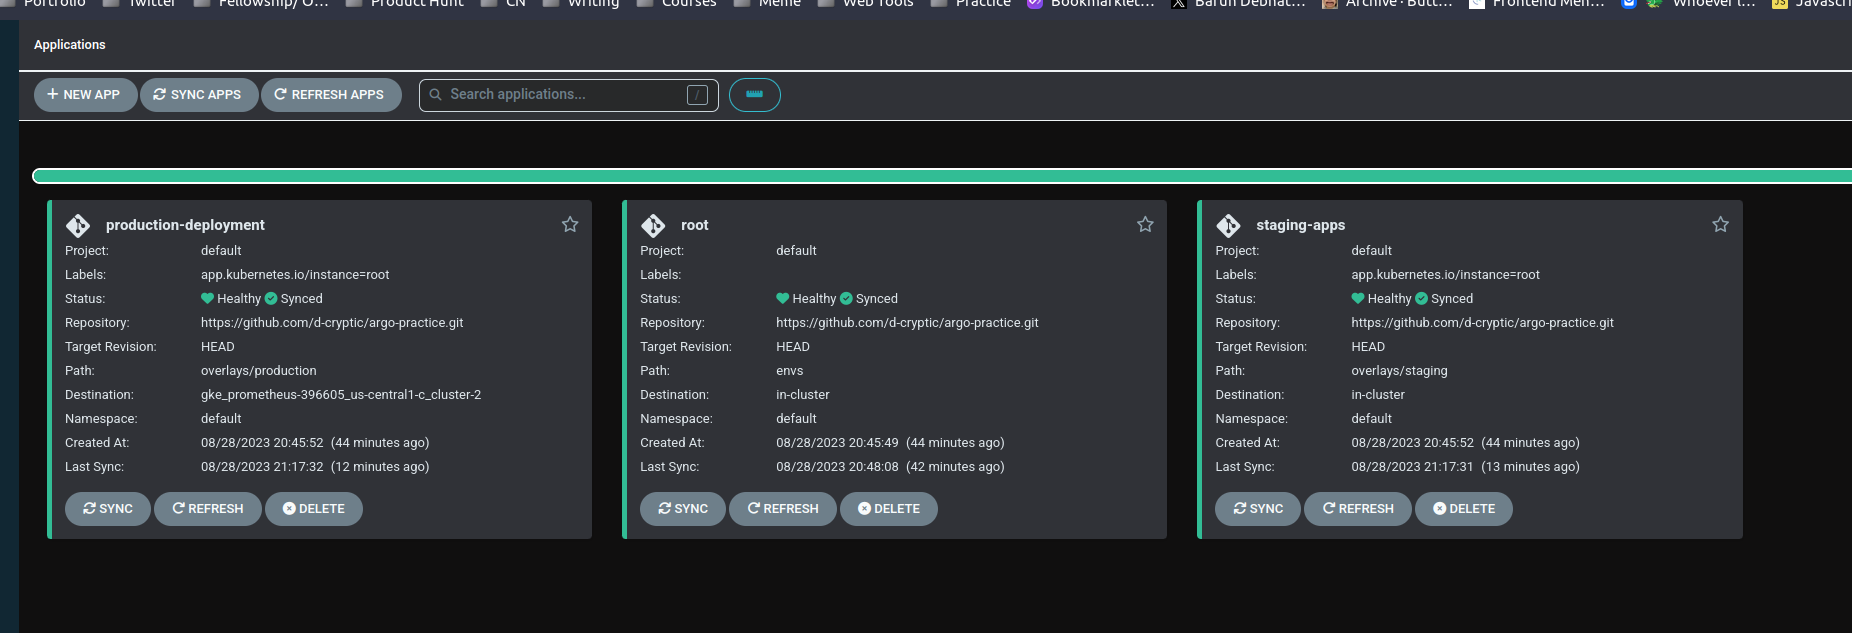 Portfolio Twitter Fellowship/ O... Product Hunt CN Writing Courses Meme Web Tools Practice Bookmarklet... Barun Debnat... Archive · Butt... Frontend Men... Whoever l... JS Javascri
Applications
NEW APP SYNC APPS REFRESH APPS Search applications... /
production-deployment
Project: default
Labels: app.kubernetes.io/instance=root
Status: Healthy Synced
Repository: https://github.com/d-cryptic/argo-practice.git
Target Revision: HEAD
Path: overlays/production
Destination: gke_prometheus-396605_us-central1-c_cluster-2
Namespace: default
Created At: 08/28/2023 20:45:52 (44 minutes ago)
Last Sync: 08/28/2023 21:17:32 (12 minutes ago)
SYNC REFRESH DELETE
root
Project: default
Labels:
Status: Healthy Synced
Repository: https://github.com/d-cryptic/argo-practice.git
Target Revision: HEAD
Path: envs
Destination: in-cluster
Namespace: default
Created At: 08/28/2023 20:45:49 (44 minutes ago)
Last Sync: 08/28/2023 20:48:08 (42 minutes ago)
SYNC REFRESH DELETE
staging-apps
Project: default
Labels: app.kubernetes.io/instance=root
Status: Healthy Synced
Repository: https://github.com/d-cryptic/argo-practice.git
Target Revision: HEAD
Path: overlays/staging
Destination: in-cluster
Namespace: default
Created At: 08/28/2023 20:45:52 (44 minutes ago)
Last Sync: 08/28/2023 21:17:31 (13 minutes ago)
SYNC REFRESH DELETE